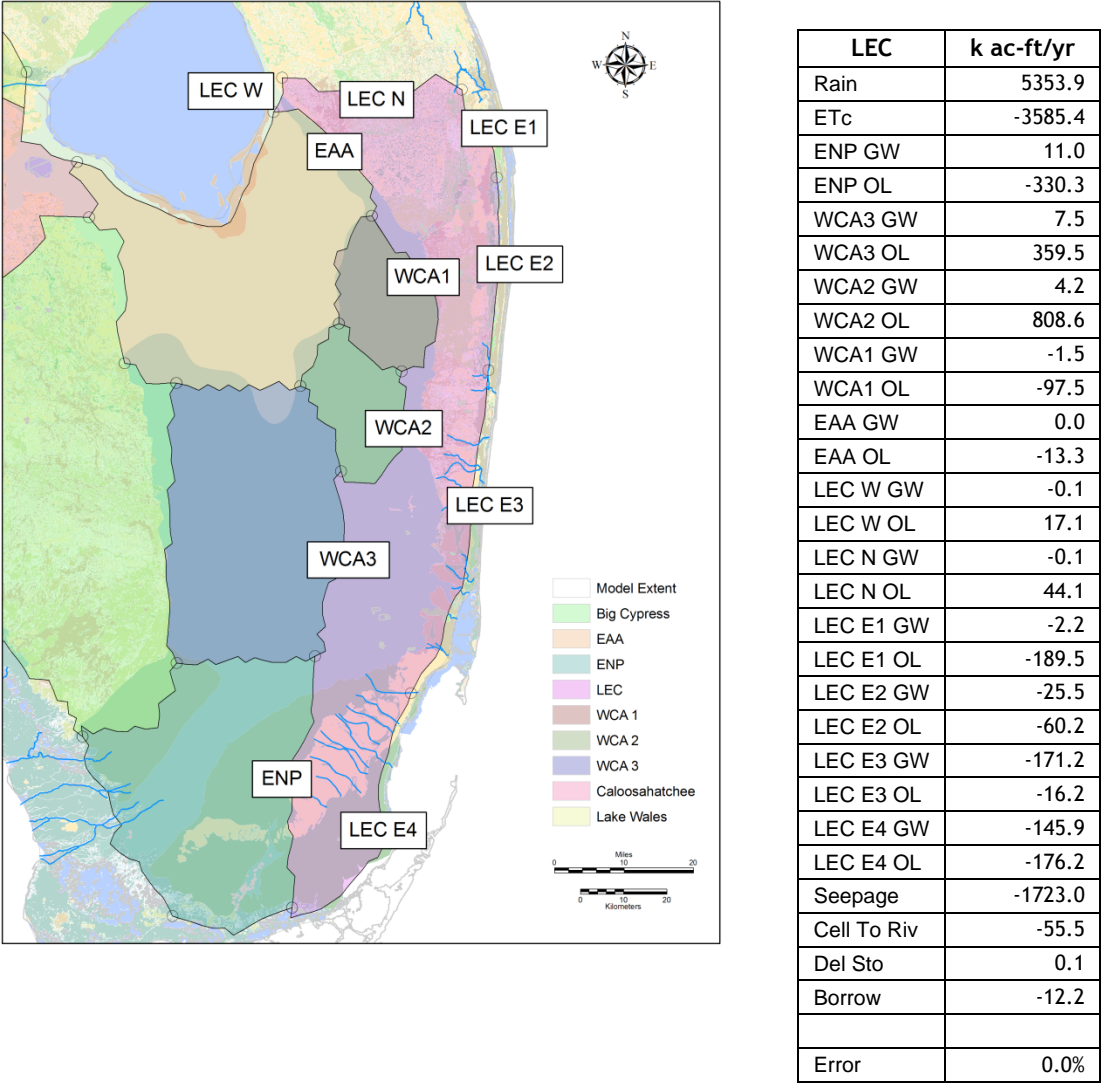 N
W E
S
LEC W
LEC N
LEC E1
EAA
LEC E2
WCA1
WCA2
LEC E3
WCA3
ENP
LEC E4
Model Extent
Big Cypress
EAA
ENP
LEC
WCA 1
WCA 2
WCA 3
Caloosahatchee
Lake Wales
Miles
0 10 20
0 10 20
Kilometers
LEC k ac-ft/yr
Rain 5353.9
ETc -3585.4
ENP GW 11.0
ENP OL -330.3
WCA3 GW 7.5
WCA3 OL 359.5
WCA2 GW 4.2
WCA2 OL 808.6
WCA1 GW -1.5
WCA1 OL -97.5
EAA GW 0.0
EAA OL -13.3
LEC W GW -0.1
LEC W OL 17.1
LEC N GW -0.1
LEC N OL 44.1
LEC E1 GW -2.2
LEC E1 OL -189.5
LEC E2 GW -25.5
LEC E2 OL -60.2
LEC E3 GW -171.2
LEC E3 OL -16.2
LEC E4 GW -145.9
LEC E4 OL -176.2
Seepage -1723.0
Cell To Riv -55.5
Del Sto 0.1
Borrow -12.2
Error 0.0%